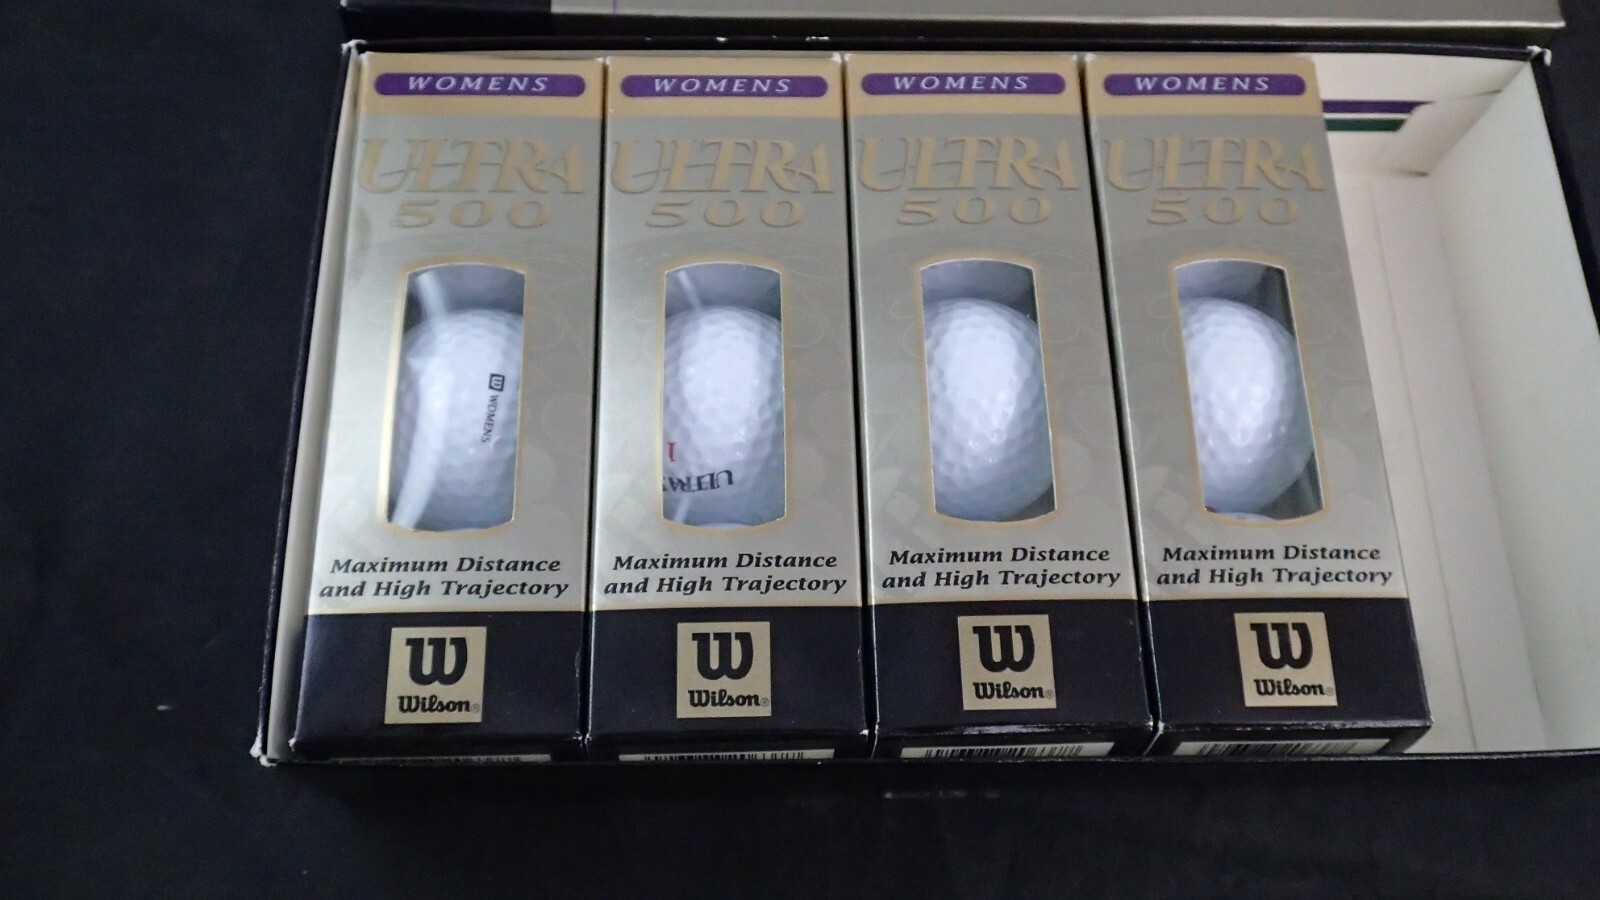 WOMENS
ULTRA
500
W WOMENS
Maximum Distance
and High Trajectory
W
Wilson®
WOMENS
ULTRA
500
1
ULTRA
Maximum Distance
and High Trajectory
W
Wilson®
WOMENS
ULTRA
500
Maximum Distance
and High Trajectory
W
Wilson®
WOMENS
ULTRA
500
Maximum Distance
and High Trajectory
W
Wilson®